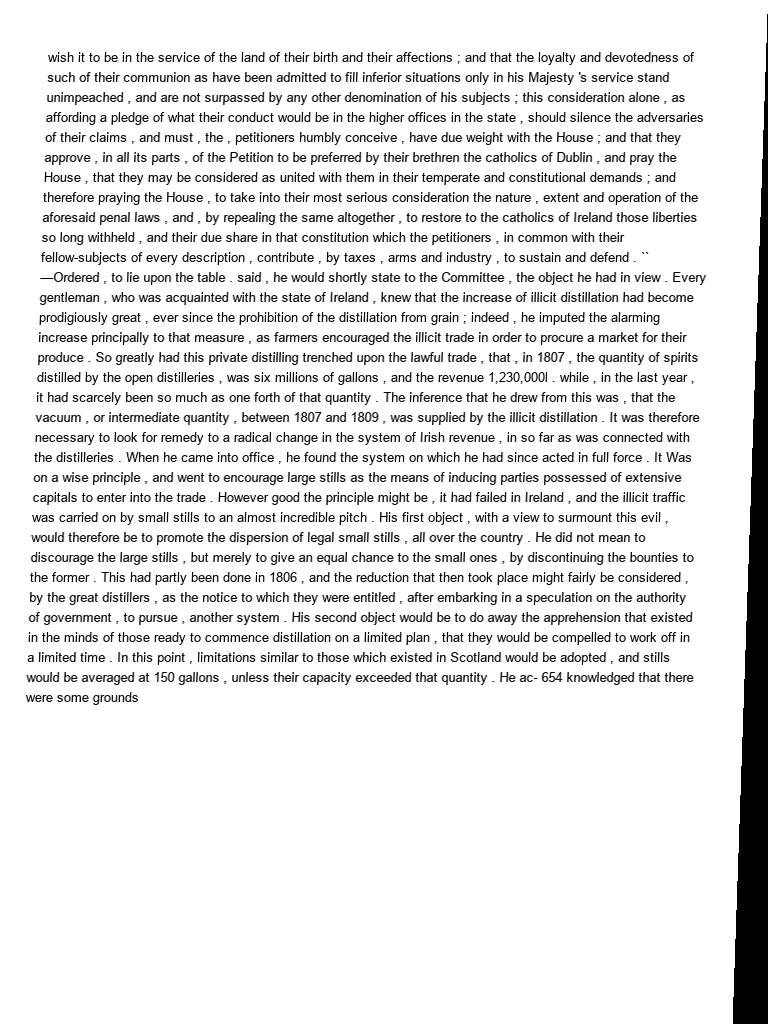 wish it to be in the service of the land of their birth and their affections ; and that the loyalty and devotedness of
such of their communion as have been admitted to fill inferior situations only in his Majesty 's service stand
unimpeached , and are not surpassed by any other denomination of his subjects ; this consideration alone , as
affording a pledge of what their conduct would be in the higher offices in the state , should silence the adversaries
of their claims , and must , the , petitioners humbly conceive , have due weight with the House ; and that they
approve , in all its parts , of the Petition to be preferred by their brethren the catholics of Dublin , and pray the
House , that they may be considered as united with them in their temperate and constitutional demands ; and
therefore praying the House , to take into their most serious consideration the nature , extent and operation of the
aforesaid penal laws , and , by repealing the same altogether , to restore to the catholics of Ireland those liberties
so long withheld , and their due share in that constitution which the petitioners , in common with their
fellow-subjects of every description , contribute , by taxes , arms and industry , to sustain and defend . ``
—Ordered , to lie upon the table . said , he would shortly state to the Committee , the object he had in view . Every
gentleman , who was acquainted with the state of Ireland , knew that the increase of illicit distillation had become
prodigiously great , ever since the prohibition of the distillation from grain ; indeed , he imputed the alarming
increase principally to that measure , as farmers encouraged the illicit trade in order to procure a market for their
produce . So greatly had this private distilling trenched upon the lawful trade , that , in 1807 , the quantity of spirits
distilled by the open distilleries , was six millions of gallons , and the revenue 1,230,000l . while , in the last year ,
it had scarcely been so much as one forth of that quantity . The inference that he drew from this was , that the
vacuum , or intermediate quantity , between 1807 and 1809 , was supplied by the illicit distillation . It was therefore
necessary to look for remedy to a radical change in the system of Irish revenue , in so far as was connected with
the distilleries . When he came into office , he found the system on which he had since acted in full force . It Was
on a wise principle , and went to encourage large stills as the means of inducing parties possessed of extensive
capitals to enter into the trade . However good the principle might be , it had failed in Ireland , and the illicit traffic
was carried on by small stills to an almost incredible pitch . His first object , with a view to surmount this evil ,
would therefore be to promote the dispersion of legal small stills , all over the country . He did not mean to
discourage the large stills , but merely to give an equal chance to the small ones , by discontinuing the bounties to
the former . This had partly been done in 1806 , and the reduction that then took place might fairly be considered ,
by the great distillers , as the notice to which they were entitled , after embarking in a speculation on the authority
of government , to pursue , another system . His second object would be to do away the apprehension that existed
in the minds of those ready to commence distillation on a limited plan , that they would be compelled to work off in
a limited time . In this point , limitations similar to those which existed in Scotland would be adopted , and stills
would be averaged at 150 gallons , unless their capacity exceeded that quantity . He ac- 654 knowledged that there
were some grounds